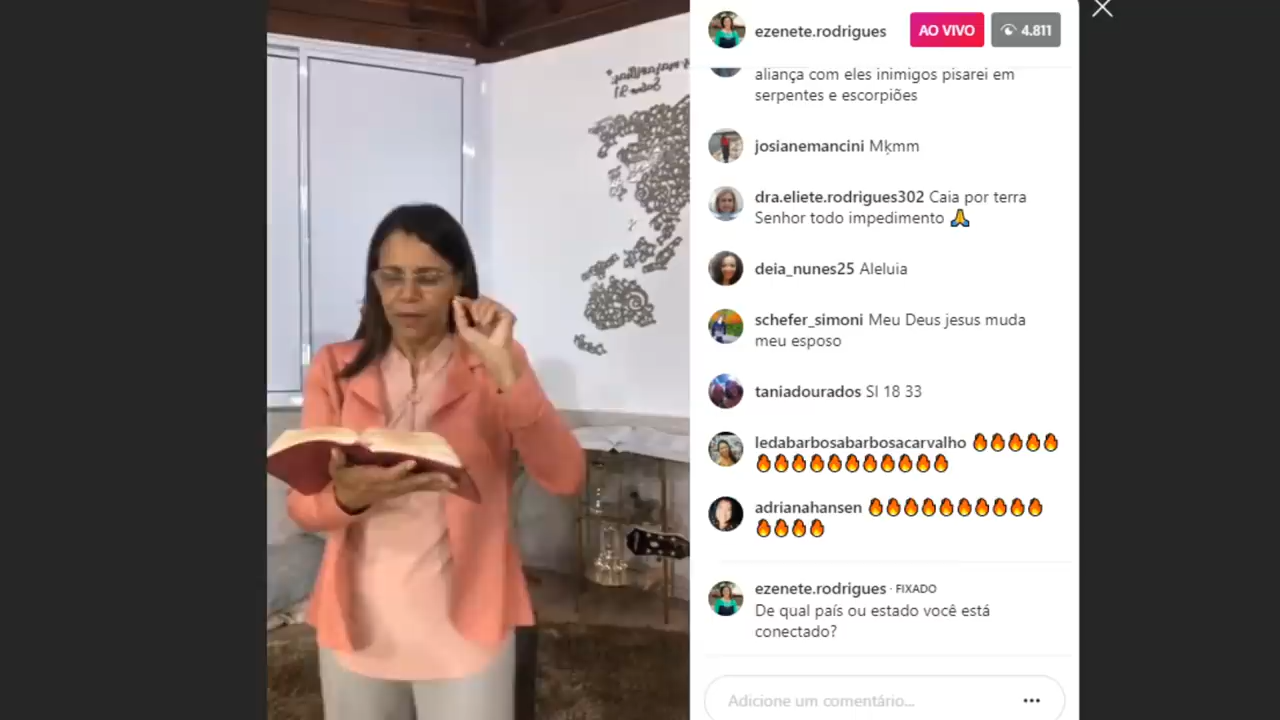 ezenete.rodrigues AO VIVO 4.811
aliança com eles inimigos pisarei em
serpentes e escorpiões
josianemancini Mķmm
dra.eliete.rodrigues302 Caia por terra
Senhor todo impedimento 🙏
deia_nunes25 Aleluia
schefer_simoni Meu Deus jesus muda
meu esposo
taniadourados Sl 18 33
ledabarbosabarbosacarvalho 🔥🔥🔥🔥🔥
🔥🔥🔥🔥🔥🔥🔥🔥🔥🔥🔥
adrianahansen 🔥🔥🔥🔥🔥🔥🔥🔥🔥🔥
🔥🔥🔥🔥
ezenete.rodrigues · FIXADO
De qual país ou estado você está
conectado?
Adicione um comentário...